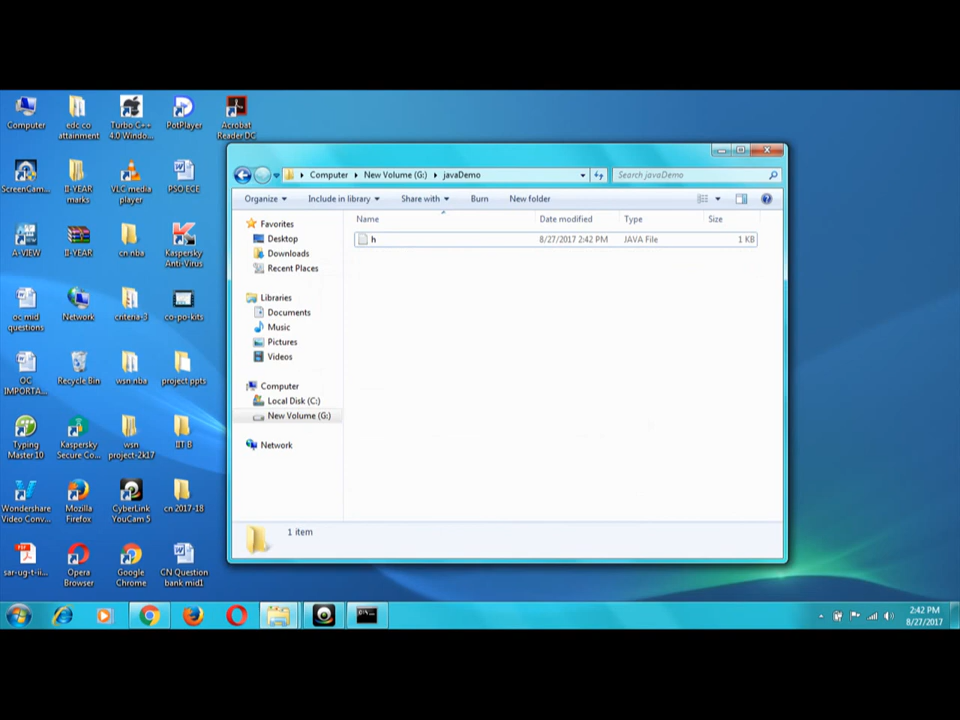 Computer
edc co attainment
Turbo C++ 4.0 Windo...
PotPlayer
Acrobat Reader DC
ScreenCam...
II-YEAR marks
VLC media player
PSO ECE
A-VIEW
II-YEAR
cn nba
Kaspersky Anti-Virus
oc mid questions
Network
cntena-3
co-po-kits
OC IMPORTA...
Recycle Bin
wsn nba
project ppts
Typing Master 10
Kaspersky Secure Co...
wsn project-2k17
IIT B
Wondershare Video Conv...
Mozilla Firefox
CyberLink YouCam 5
cn 2017-18
sar-ug-t-ii...
Opera Browser
Google Chrome
CN Question bank mid1
Computer New Volume (G:) javaDemo
Search javaDemo
Organize Include in library Share with Burn New folder
Name Date modified Type Size
h 8/27/2017 2:42 PM JAVA File 1 KB
Favorites
Desktop
Downloads
Recent Places
Libraries
Documents
Music
Pictures
Videos
Computer
Local Disk (C:)
New Volume (G:)
Network
1 item
2:42 PM
8/27/2017